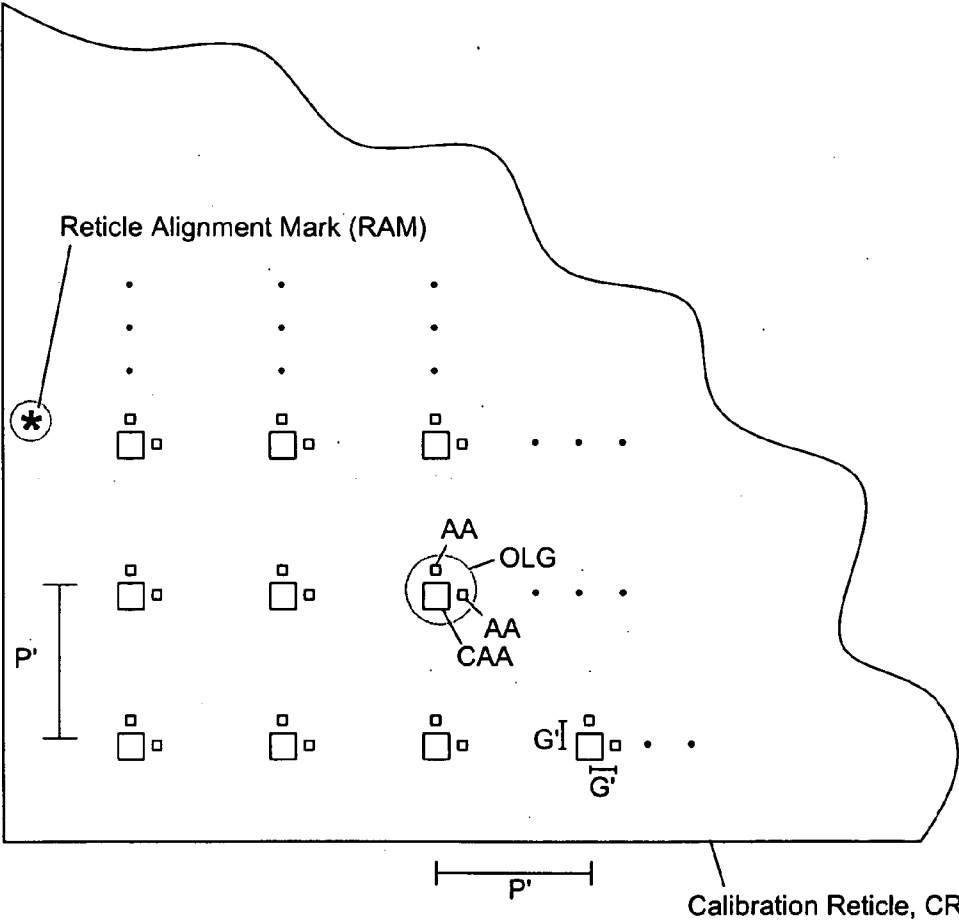 Reticle Alignment Mark (RAM)
*
AA
OLG
AA
CAA
P'
G'
G'
P'
Calibration Reticle, CR